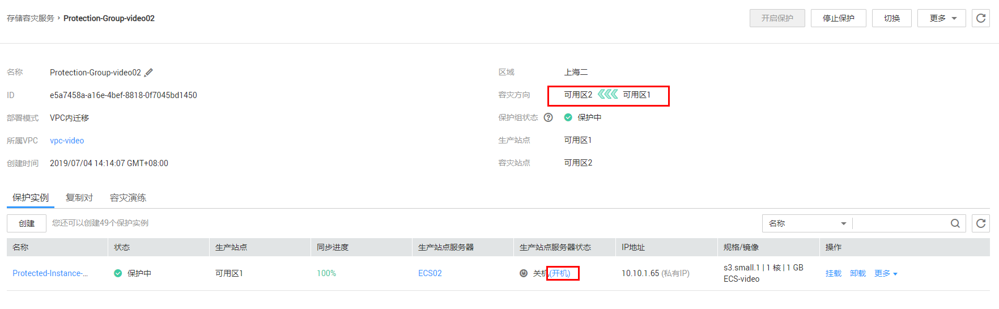 存储容灾服务 › Protection-Group-video02
开启保护 停止保护 切换 更多
名称 Protection-Group-video02
区域 上海二
ID e5a7458a-a16e-4bef-8818-0f7045bd1450
容灾方向 可用区2 可用区1
部署模式 VPC内迁移
保护组状态 ? 保护中
所属VPC vpc-video
生产站点 可用区1
创建时间 2019/07/04 14:14:07 GMT+08:00
容灾站点 可用区2
保护实例 复制对 容灾演练
创建 您还可以创建49个保护实例 名称
名称 状态 生产站点 同步进度 生产站点服务器 生产站点服务器状态 IP地址 规格/镜像 操作
Protected-Instance-... 保护中 可用区1 100% ECS02 关机(开机) 10.10.1.65 (私有IP) s3.small.1 | 1 核 | 1 GB 挂载 卸载 更多
ECS-video